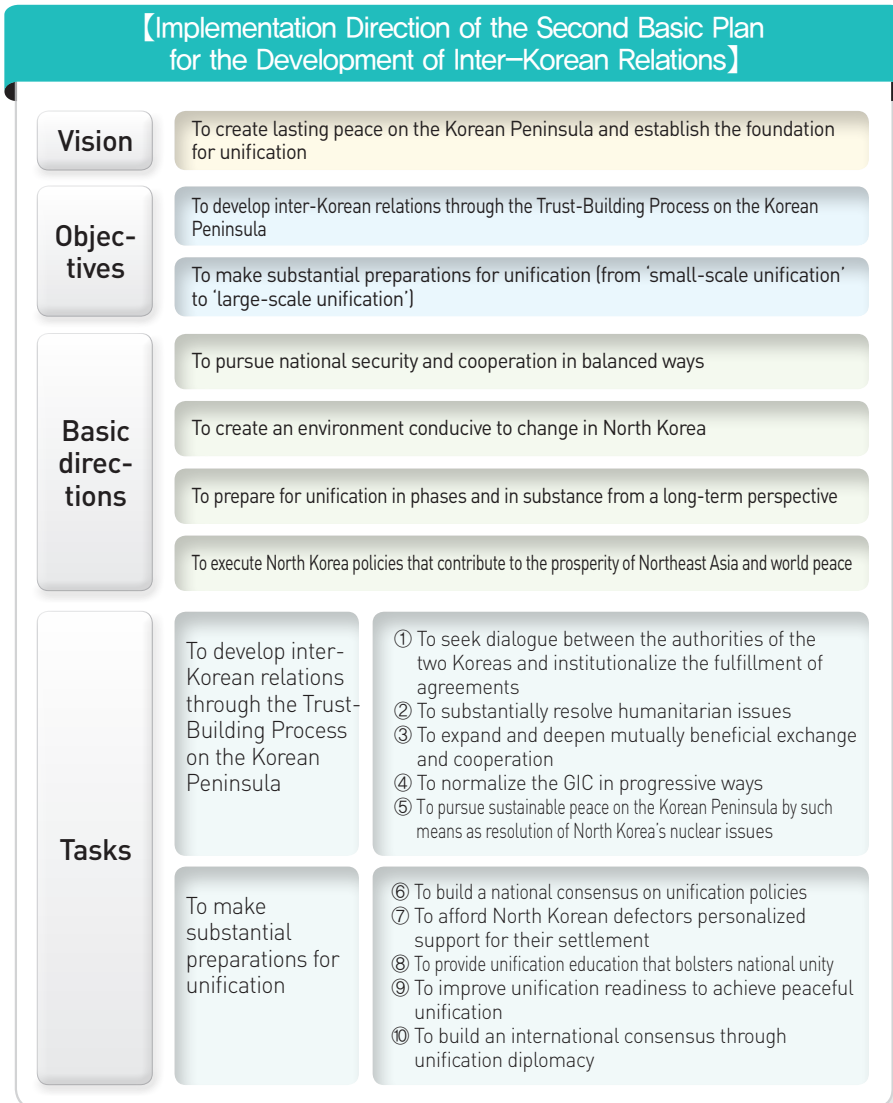 【Implementation Direction of the Second Basic Plan
for the Development of Inter-Korean Relations】
Vision
To create lasting peace on the Korean Peninsula and establish the foundation
for unification
Objec-
tives
To develop inter-Korean relations through the Trust-Building Process on the Korean
Peninsula
To make substantial preparations for unification (from ‘small-scale unification’
to ‘large-scale unification’)
Basic
direc-
tions
To pursue national security and cooperation in balanced ways
To create an environment conducive to change in North Korea
To prepare for unification in phases and in substance from a long-term perspective
To execute North Korea policies that contribute to the prosperity of Northeast Asia and world peace
Tasks
To develop inter-
Korean relations
through the Trust-
Building Process
on the Korean
Peninsula
① To seek dialogue between the authorities of the
two Koreas and institutionalize the fulfillment of
agreements
② To substantially resolve humanitarian issues
③ To expand and deepen mutually beneficial exchange
and cooperation
④ To normalize the GIC in progressive ways
⑤ To pursue sustainable peace on the Korean Peninsula by such
means as resolution of North Korea’s nuclear issues
To make
substantial
preparations for
unification
⑥ To build a national consensus on unification policies
⑦ To afford North Korean defectors personalized
support for their settlement
⑧ To provide unification education that bolsters national unity
⑨ To improve unification readiness to achieve peaceful
unification
⑩ To build an international consensus through
unification diplomacy